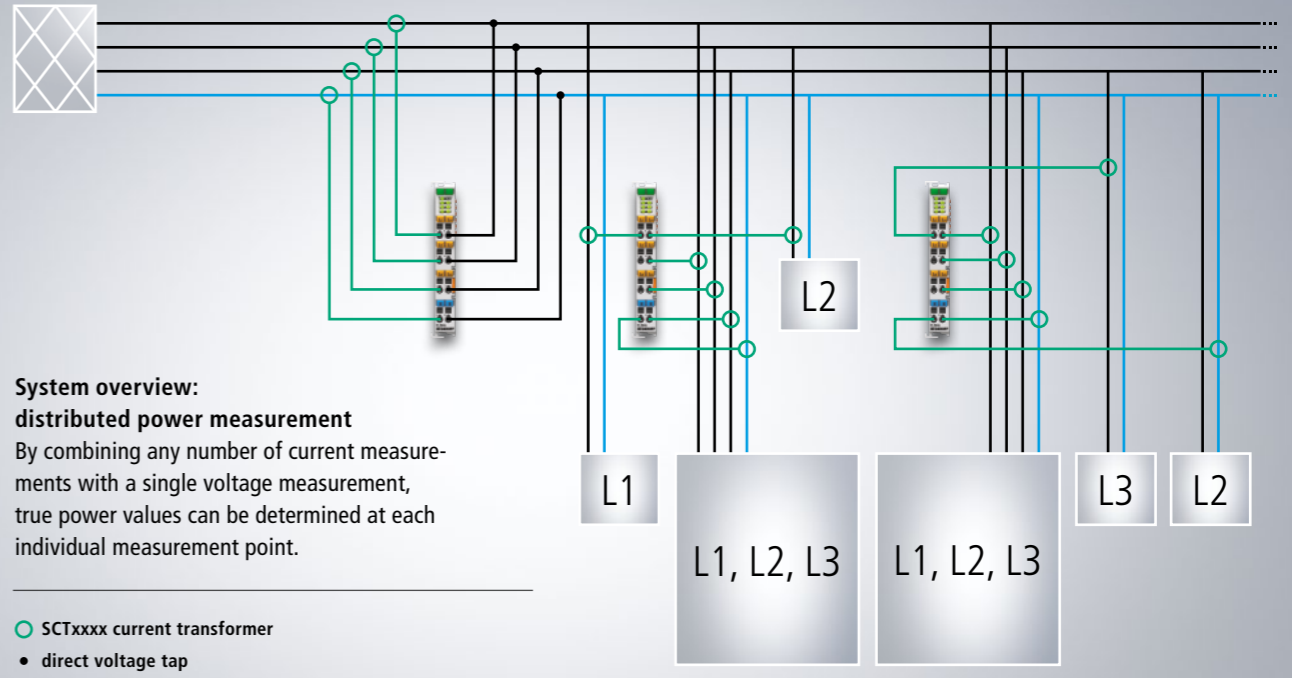 L2
System overview:
distributed power measurement
By combining any number of current measure-
ments with a single voltage measurement,
true power values can be determined at each
individual measurement point.
L1
L1, L2, L3
L1, L2, L3
L3
L2
SCTxxxx current transformer
direct voltage tap